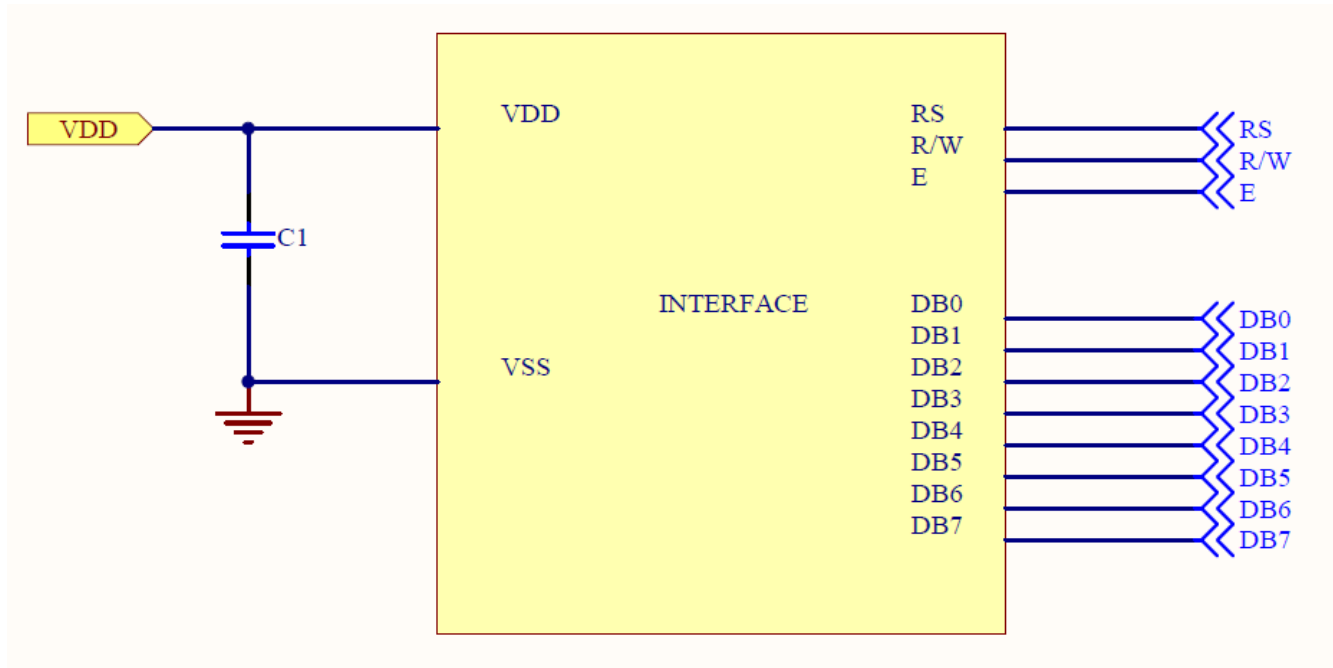 VDD
C1
VDD
VSS
INTERFACE
RS
R/W
E
DB0
DB1
DB2
DB3
DB4
DB5
DB6
DB7
RS
R/W
E
DB0
DB1
DB2
DB3
DB4
DB5
DB6
DB7